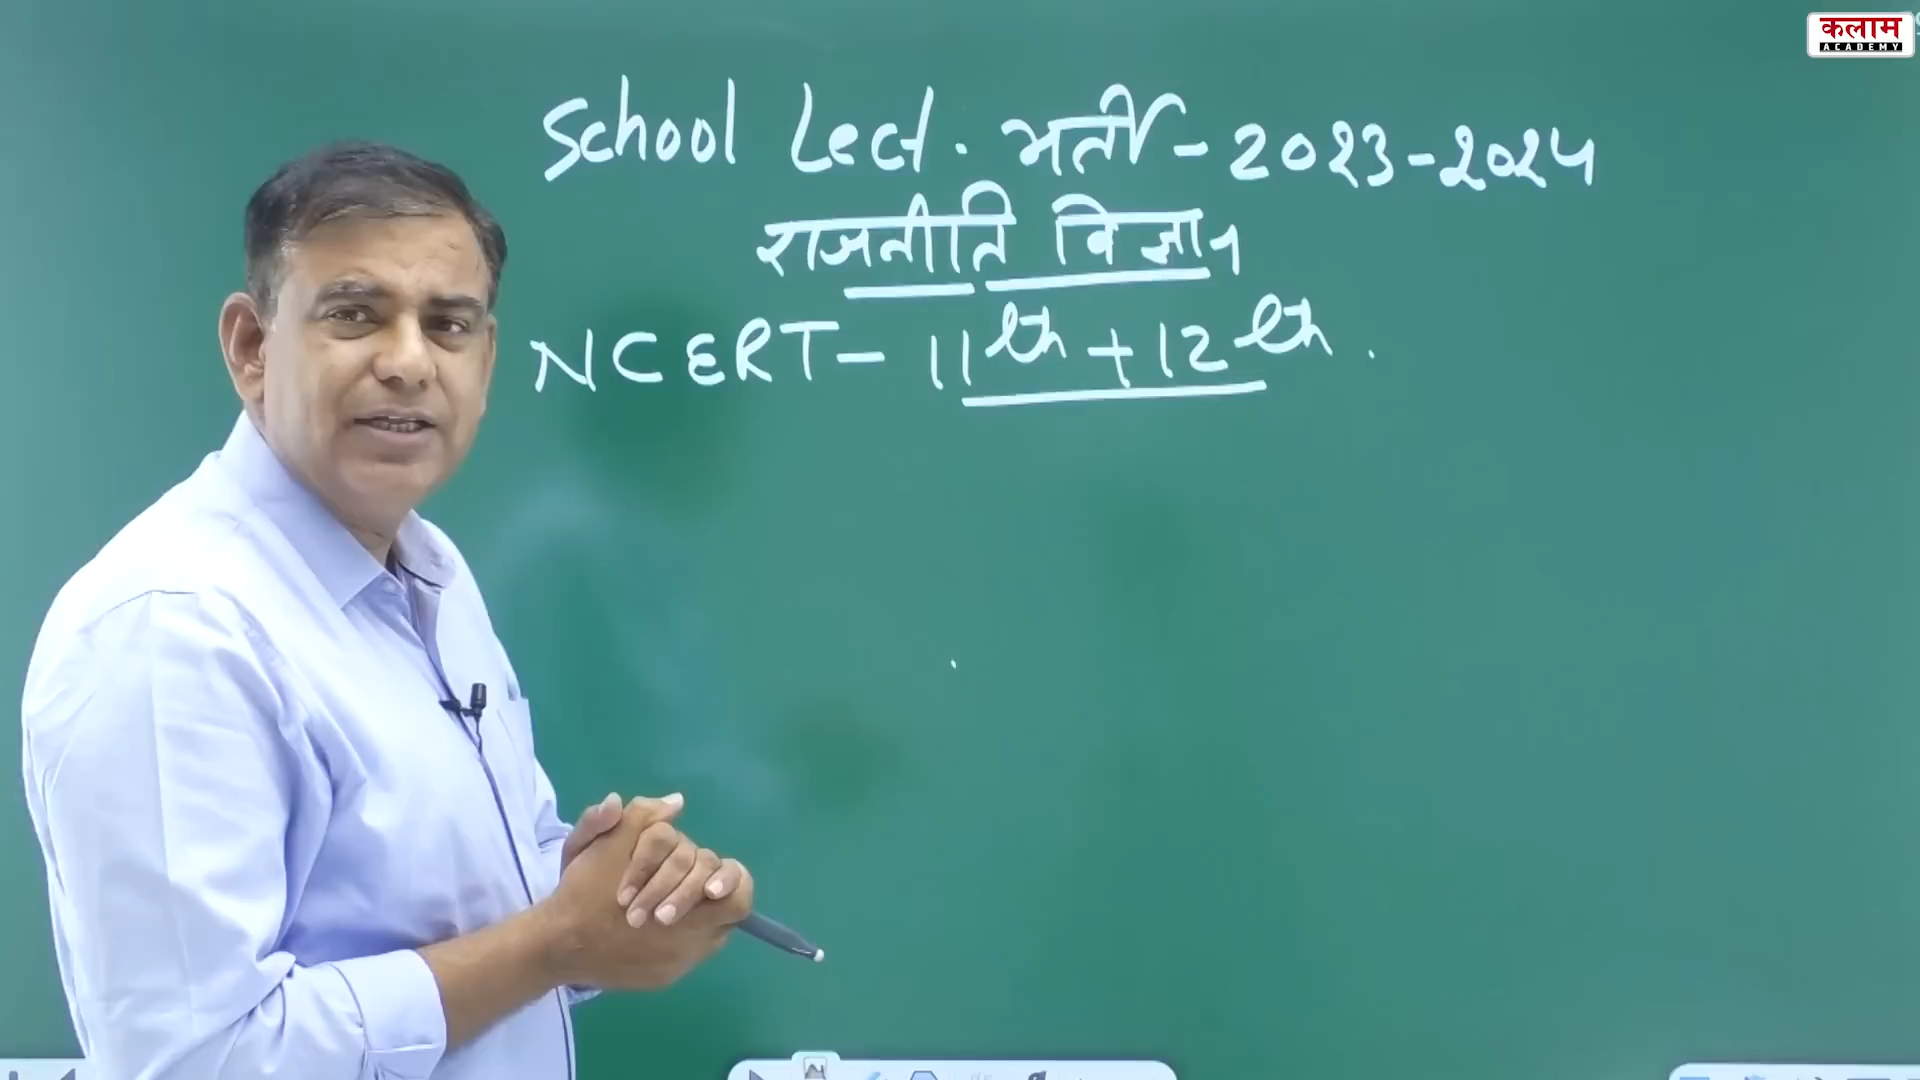 कलाम
ACADEMY
School Lect. भर्ती - 2023-2024
राजनीति विज्ञान
NCERT - 11th + 12th.